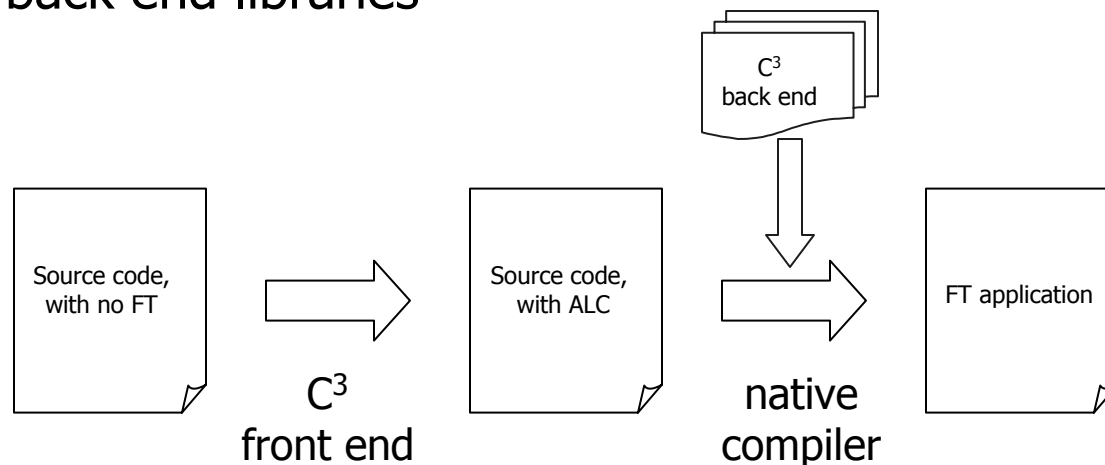 back end libraries
C³
back end
Source code,
with no FT
Source code,
with ALC
FT application
C³
front end
native
compiler